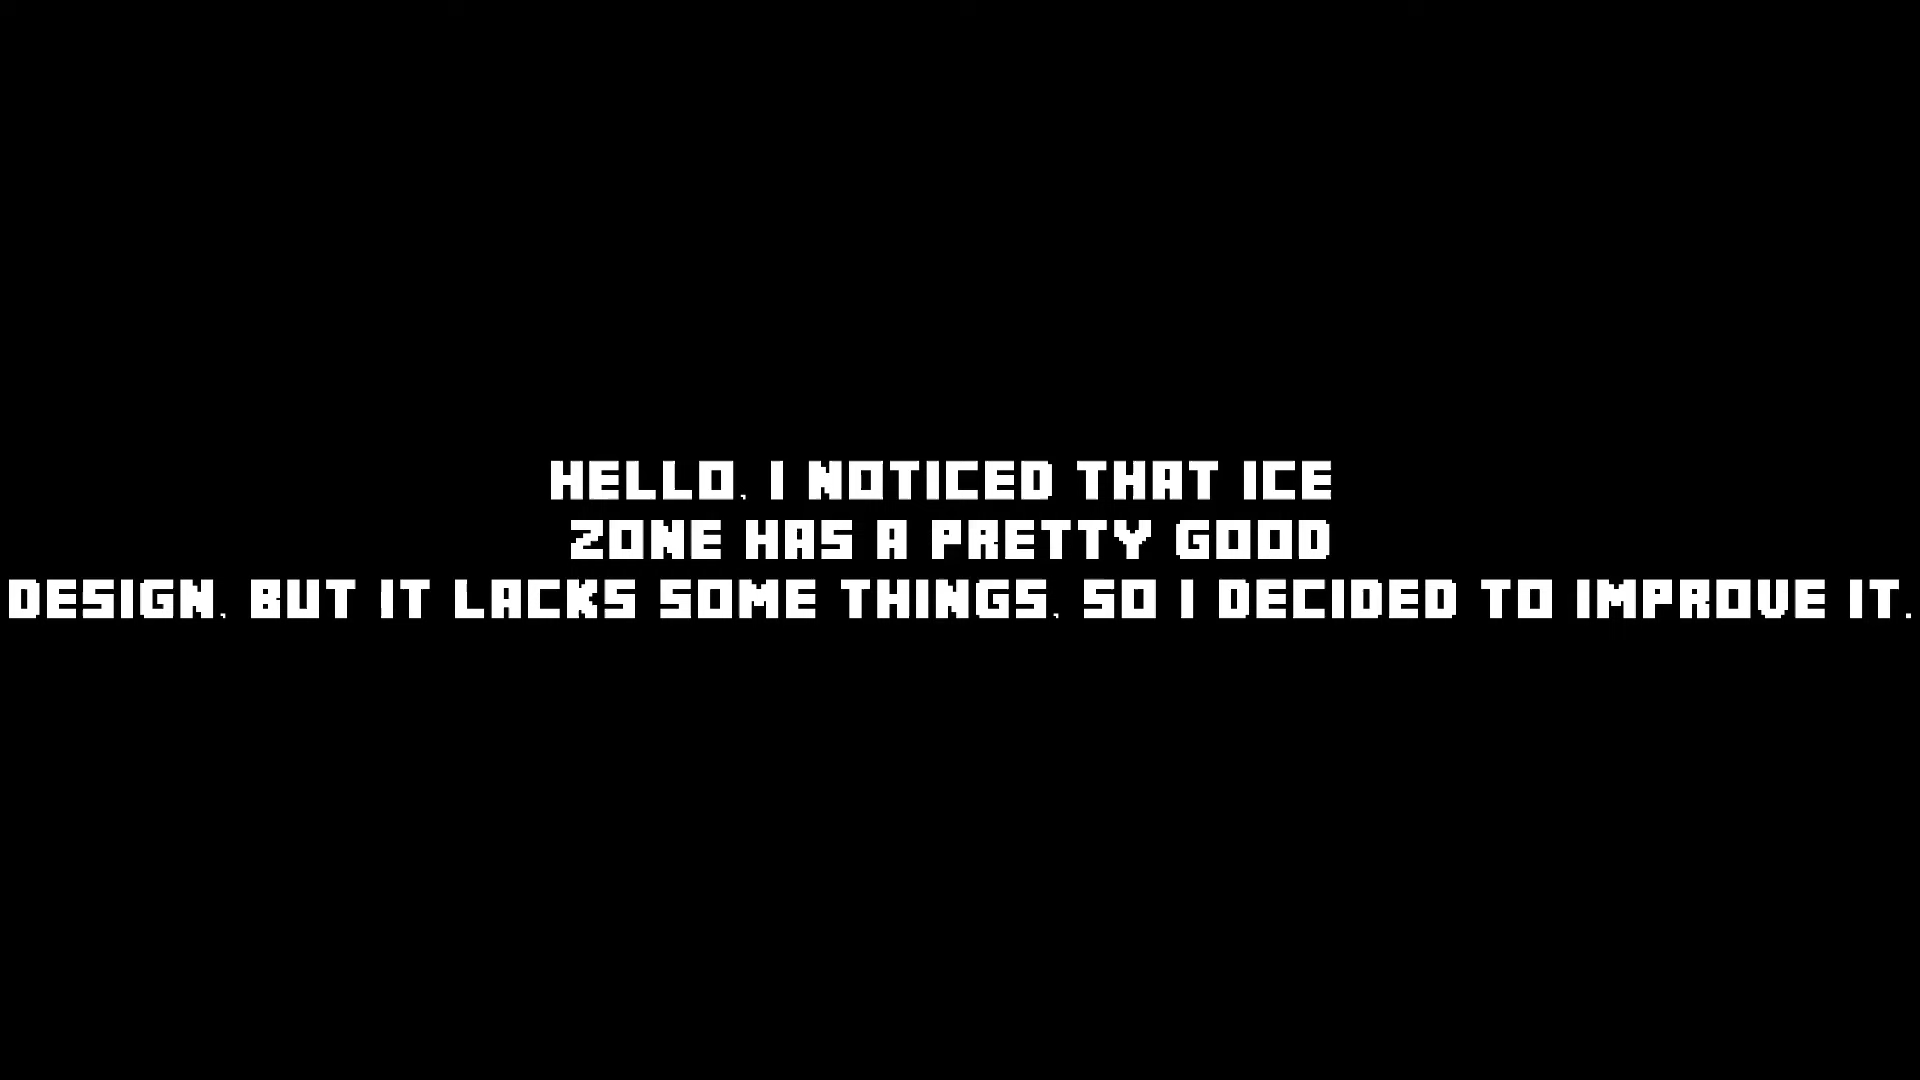 HELLO, I NOTICED THAT ICE
ZONE HAS A PRETTY GOOD
DESIGN, BUT IT LACKS SOME THINGS, SO I DECIDED TO IMPROVE IT.